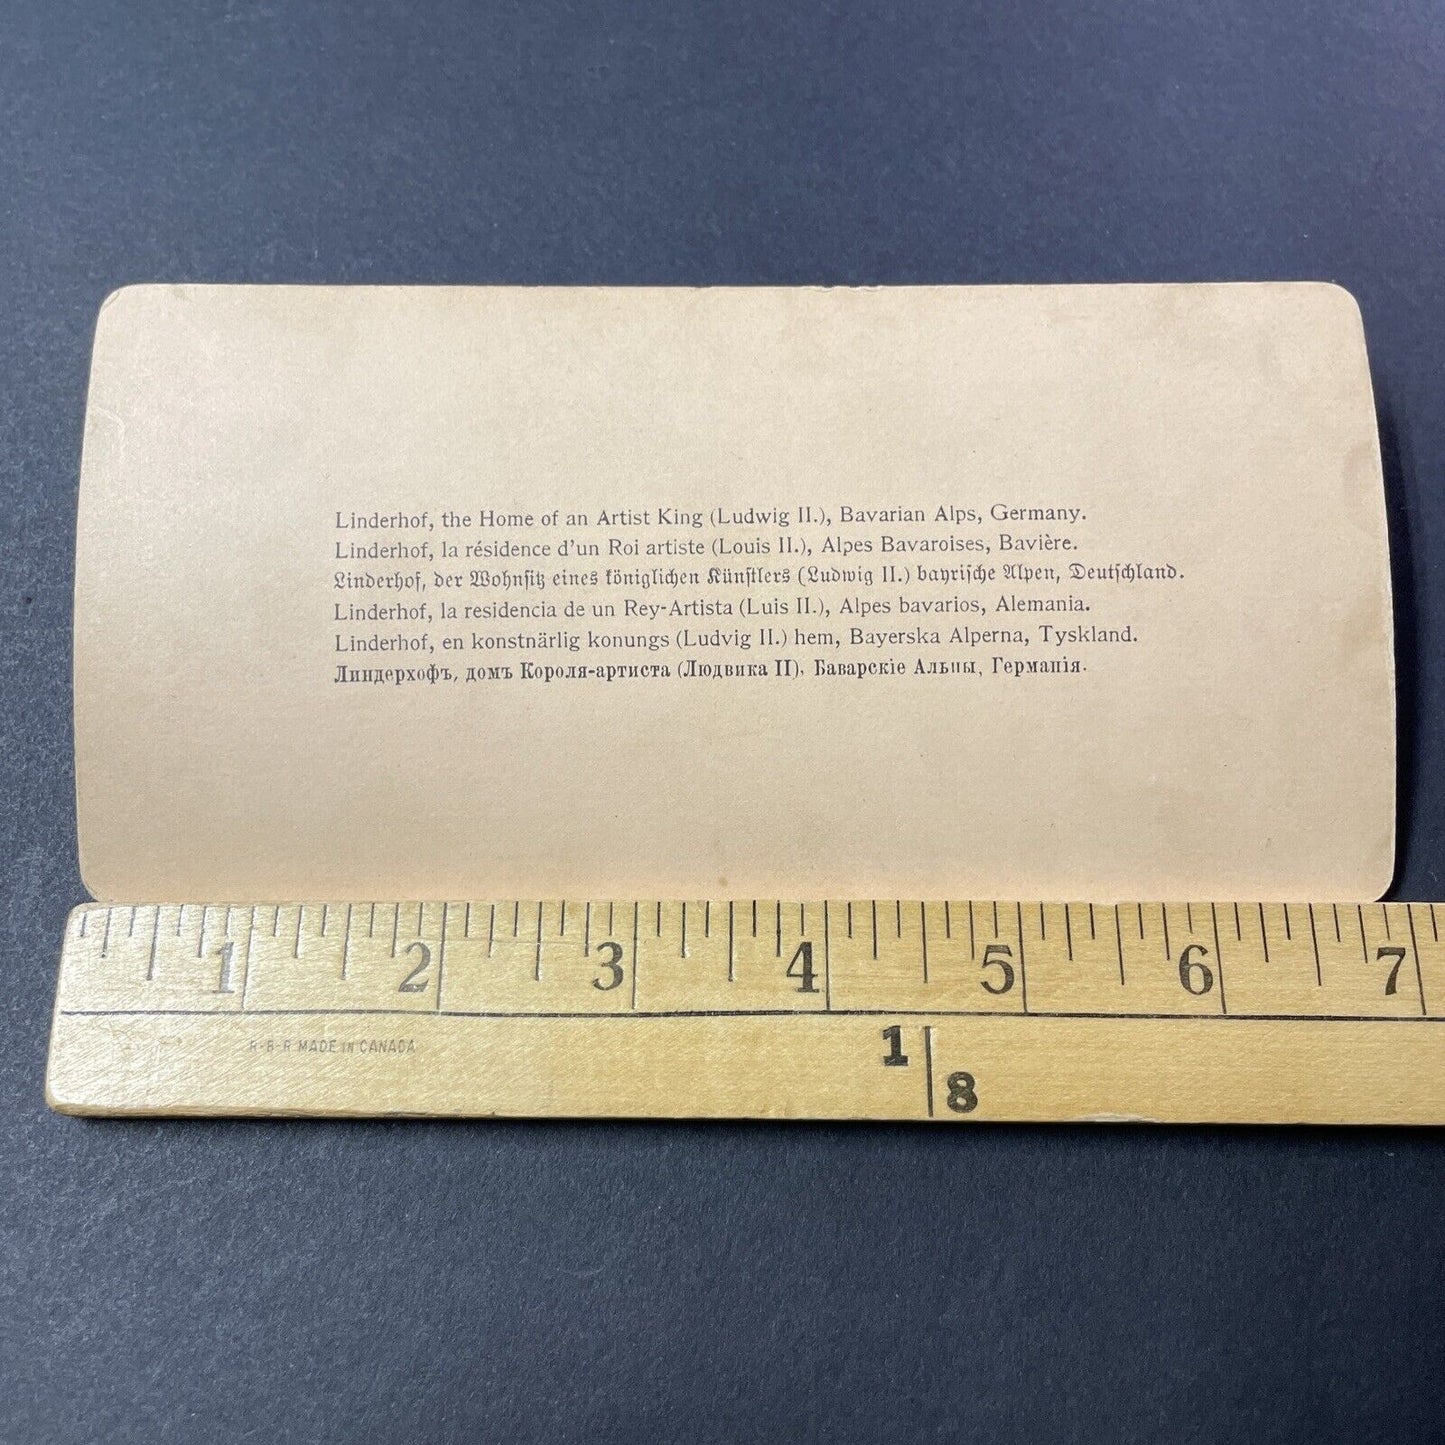 Linderhof, the Home of an Artist King (Ludwig II.), Bavarian Alps, Germany.
Linderhof, la résidence d'un Roi artiste (Louis II.), Alpes Bavaroises, Bavière.
Linderhof, der Wohnsitz eines königlichen Künstlers (Ludwig II.) bayrische Alpen, Deutschland.
Linderhof, la residencia de un Rey-Artista (Luis II.), Alpes bavarios, Alemania.
Linderhof, en konstnärlig konungs (Ludvig II.) hem, Bayerska Alperna, Tyskland.
Линдерхофъ, домъ Короля-артиста (Людвика II), Баварскіе Альпы, Германія.
1 2 3 4 5 6 7
R-B-R MADE IN CANADA
1
8